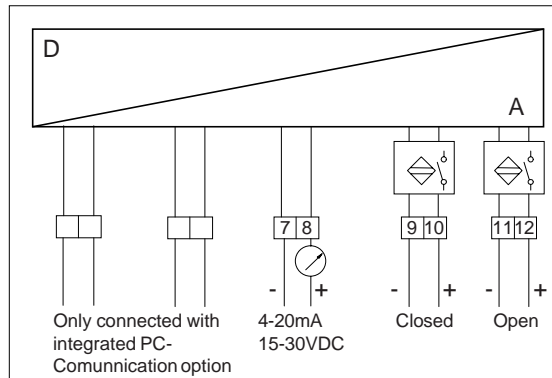 D
A
7 8 9 10 11 12
- + - + - +
Only connected with
integrated PC-
Comunnication option
4-20mA
15-30VDC
Closed
Open